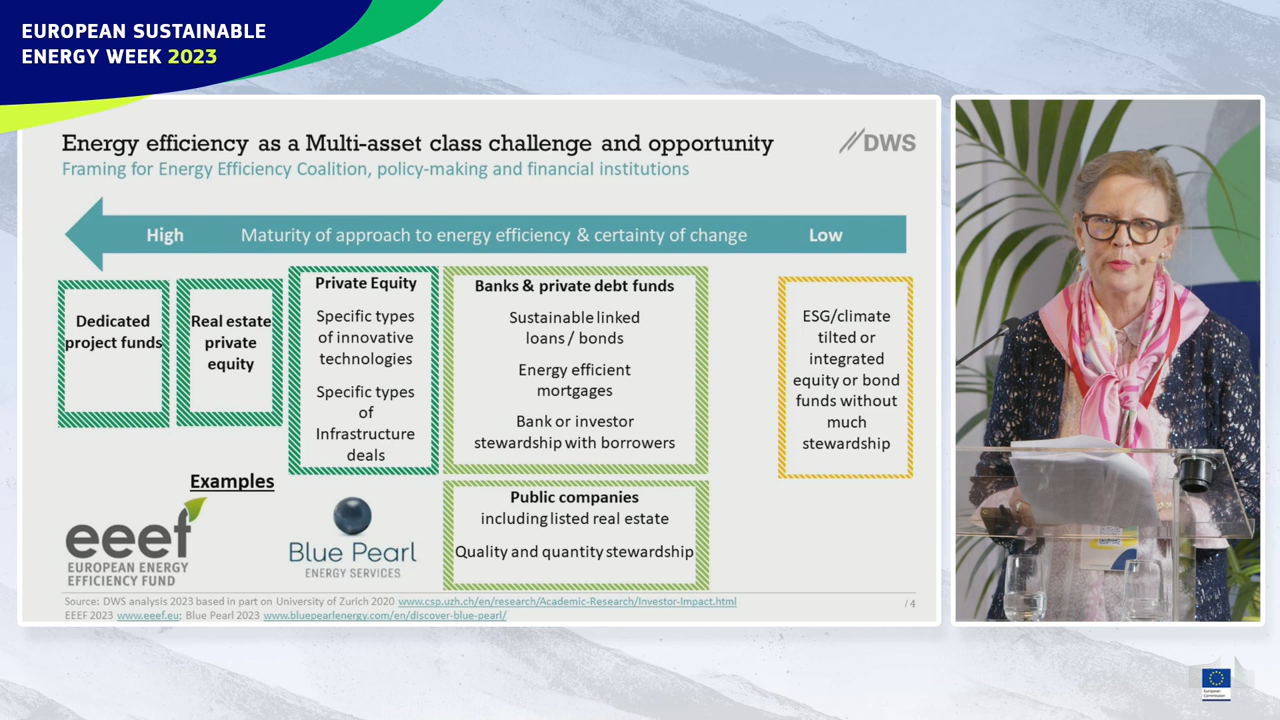 EUROPEAN SUSTAINABLE
ENERGY WEEK 2023
Energy efficiency as a Multi-asset class challenge and opportunity
DWS
Framing for Energy Efficiency Coalition, policy-making and financial institutions
High
Maturity of approach to energy efficiency & certainty of change
Low
Dedicated
project funds
Real estate
private
equity
Private Equity
Specific types
of innovative
technologies
Specific types
of
Infrastructure
deals
Banks & private debt funds
Sustainable linked
loans / bonds
Energy efficient
mortgages
Bank or investor
stewardship with borrowers
ESG/climate
tilted or
integrated
equity or bond
funds without
much
stewardship
Public companies
including listed real estate
Quality and quantity stewardship
Examples
eeef
EUROPEAN ENERGY
EFFICIENCY FUND
Blue Pearl
ENERGY SERVICES
Source: DWS analysis 2023 based in part on University of Zurich 2020 www.csp.uzh.ch/en/research/Academic-Research/Investor-Impact.html
EEEF 2023 www.eeef.eu; Blue Pearl 2023 www.bluepearlenergy.com/en/discover-blue-pearl/
/ 4
European
Commission